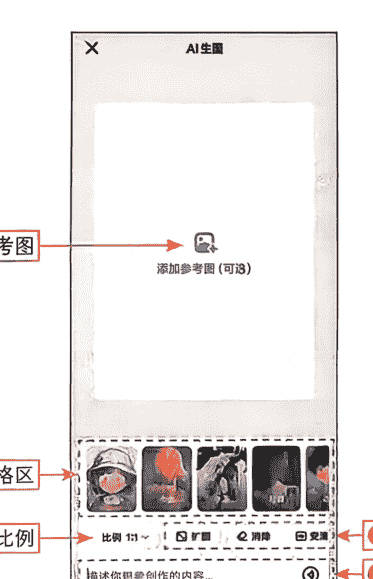 AI生图
考图
添加参考图(可选)
格区
比例
比例 1:1
扩图
消除
描述你想要创作的内容...